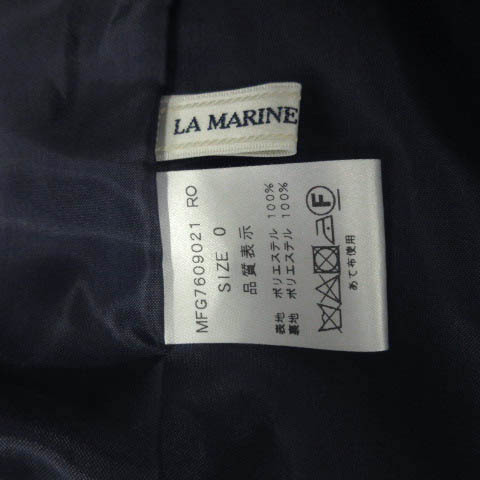 LA MARINE
MFG7609021 RO
SIZE 0
品質表示
表地 ポリエステル 100%
裏地 ポリエステル 100%
F
あて布使用